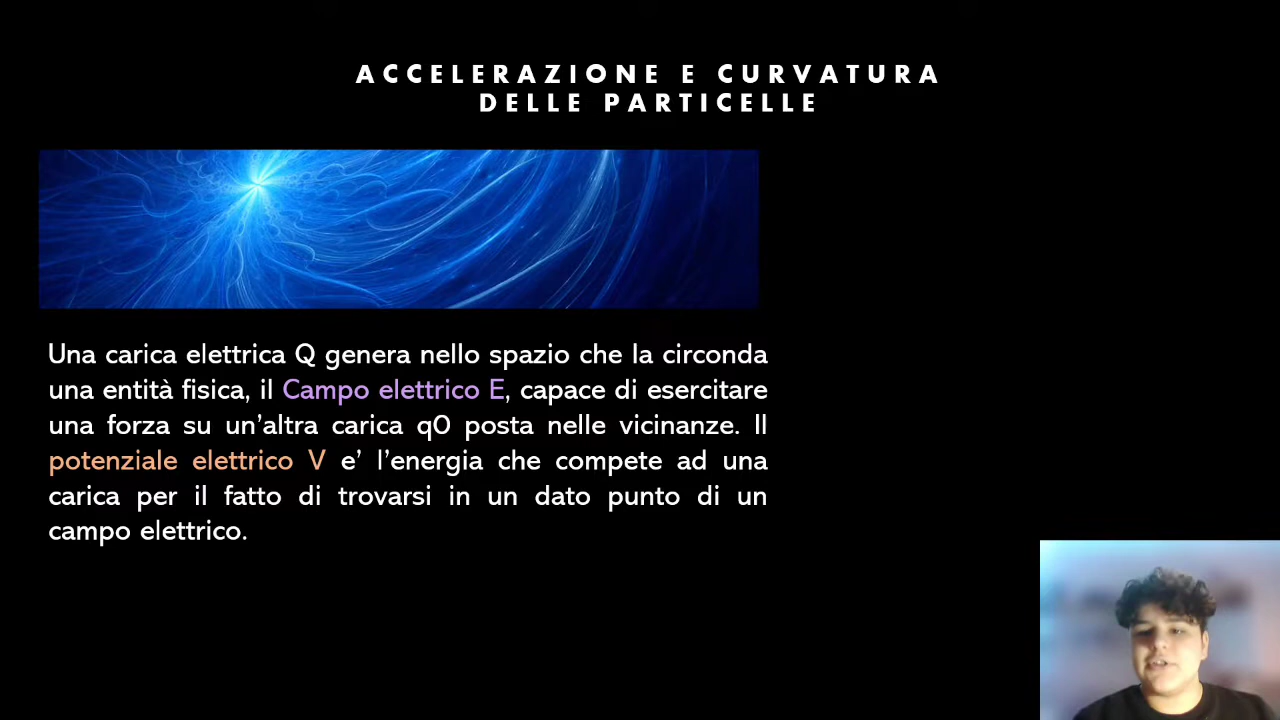 ACCELERAZIONE E CURVATURA
DELLE PARTICELLE
Una carica elettrica Q genera nello spazio che la circonda
una entità fisica, il Campo elettrico E, capace di esercitare
una forza su un’altra carica q0 posta nelle vicinanze. Il
potenziale elettrico V e’ l’energia che compete ad una
carica per il fatto di trovarsi in un dato punto di un
campo elettrico.